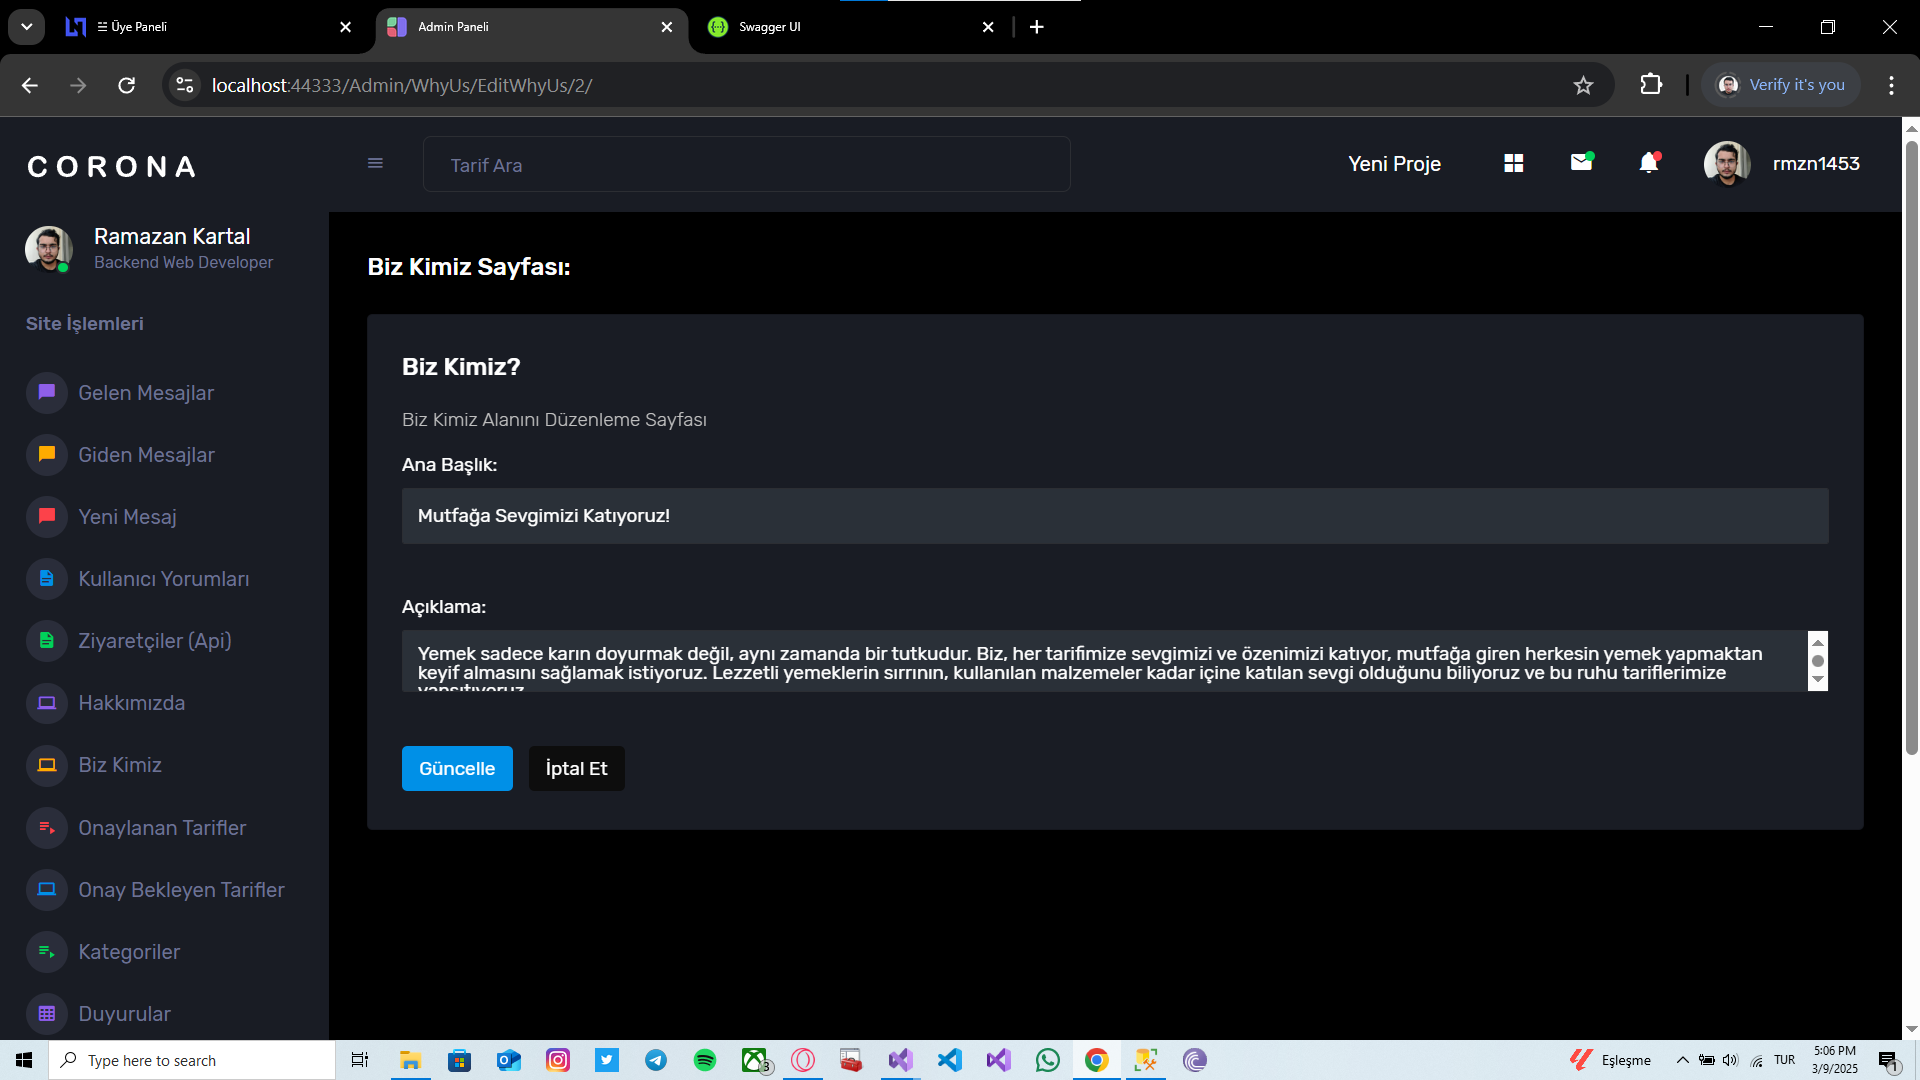 Üye Paneli
Admin Paneli
Swagger UI
localhost:44333/Admin/WhyUs/EditWhyUs/2/
Verify it's you
CORONA
Tarif Ara
Yeni Proje
rmzn1453
Ramazan Kartal
Backend Web Developer
Site İşlemleri
Gelen Mesajlar
Giden Mesajlar
Yeni Mesaj
Kullanıcı Yorumları
Ziyaretçiler (Api)
Hakkımızda
Biz Kimiz
Onaylanan Tarifler
Onay Bekleyen Tarifler
Kategoriler
Duyurular
Biz Kimiz Sayfası:
Biz Kimiz?
Biz Kimiz Alanını Düzenleme Sayfası
Ana Başlık:
Mutfağa Sevgimizi Katıyoruz!
Açıklama:
Yemek sadece karın doyurmak değil, aynı zamanda bir tutkudur. Biz, her tarifimize sevgimizi ve özenimizi katıyor, mutfağa giren herkesin yemek yapmaktan
keyif almasını sağlamak istiyoruz. Lezzetli yemeklerin sırrının, kullanılan malzemeler kadar içine katılan sevgi olduğunu biliyoruz ve bu ruhu tariflerimize
yansıtıyoruz.
Güncelle
İptal Et
Type here to search
3
Eşleşme
TUR
5:06 PM
3/9/2025
1